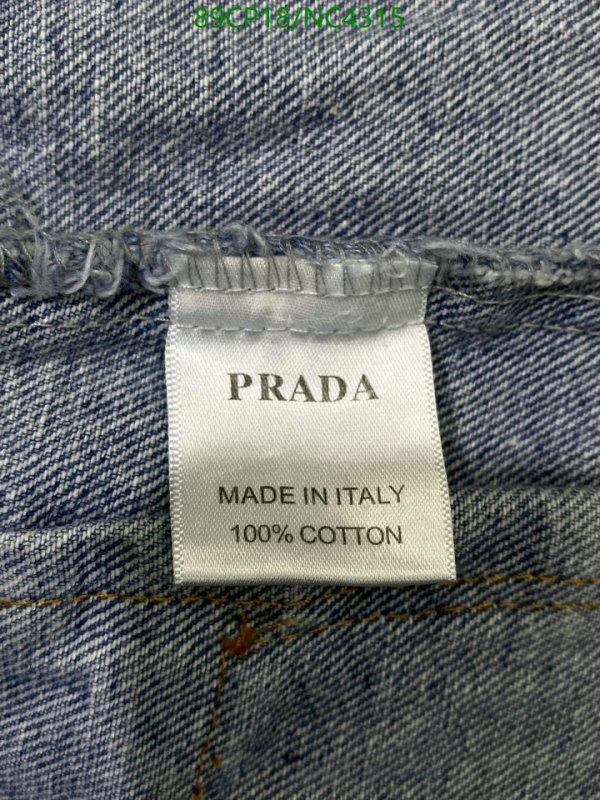 89CP18/NC4315
PRADA
MADE IN ITALY
100% COTTON